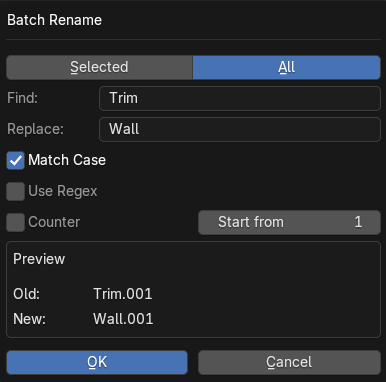 Batch Rename
Selected All
Find: Trim
Replace: Wall
Match Case
Use Regex
Counter Start from 1
Preview
Old: Trim.001
New: Wall.001
OK Cancel